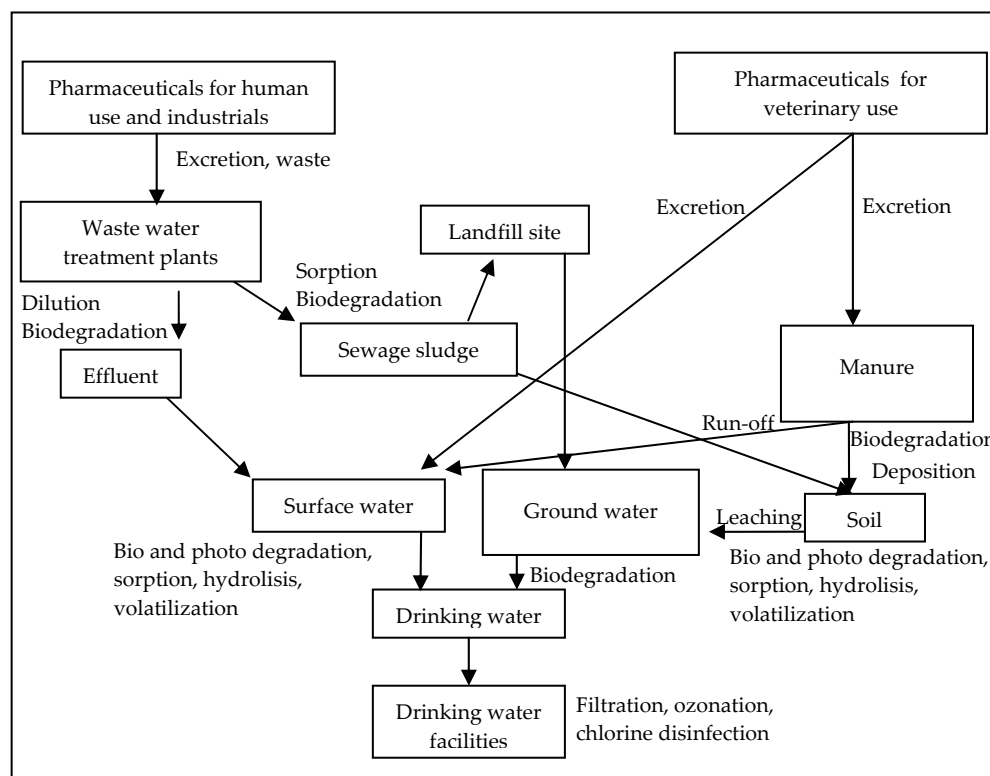 Pharmaceuticals for human
use and industrials
Pharmaceuticals for
veterinary use
Excretion, waste
Excretion
Excretion
Waste water
treatment plants
Landfill site
Sorption
Biodegradation
Dilution
Biodegradation
Sewage sludge
Effluent
Manure
Run-off
Biodegradation
Deposition
Surface water
Ground water
Leaching
Soil
Bio and photo degradation,
sorption, hydrolisis,
volatilization
Biodegradation
Bio and photo degradation,
sorption, hydrolisis,
volatilization
Drinking water
Drinking water
facilities
Filtration, ozonation,
chlorine disinfection